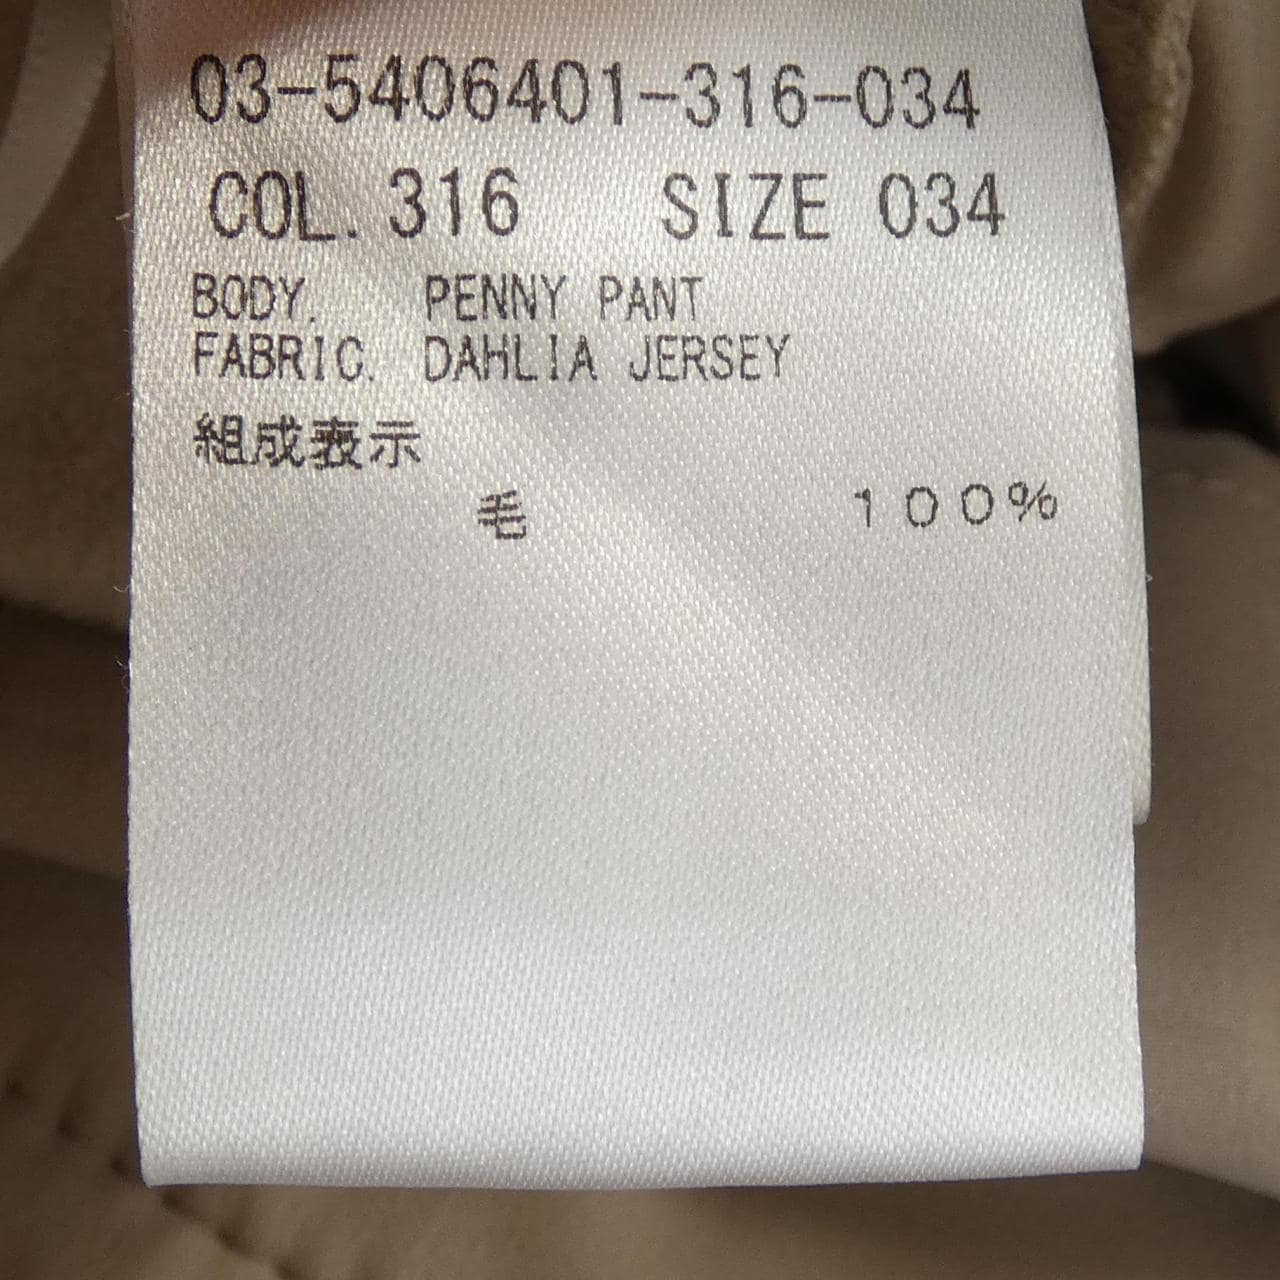 03-5406401-316-034
COL. 316 SIZE 034
BODY. PENNY PANT
FABRIC. DAHLIA JERSEY
組成表示
毛 100%